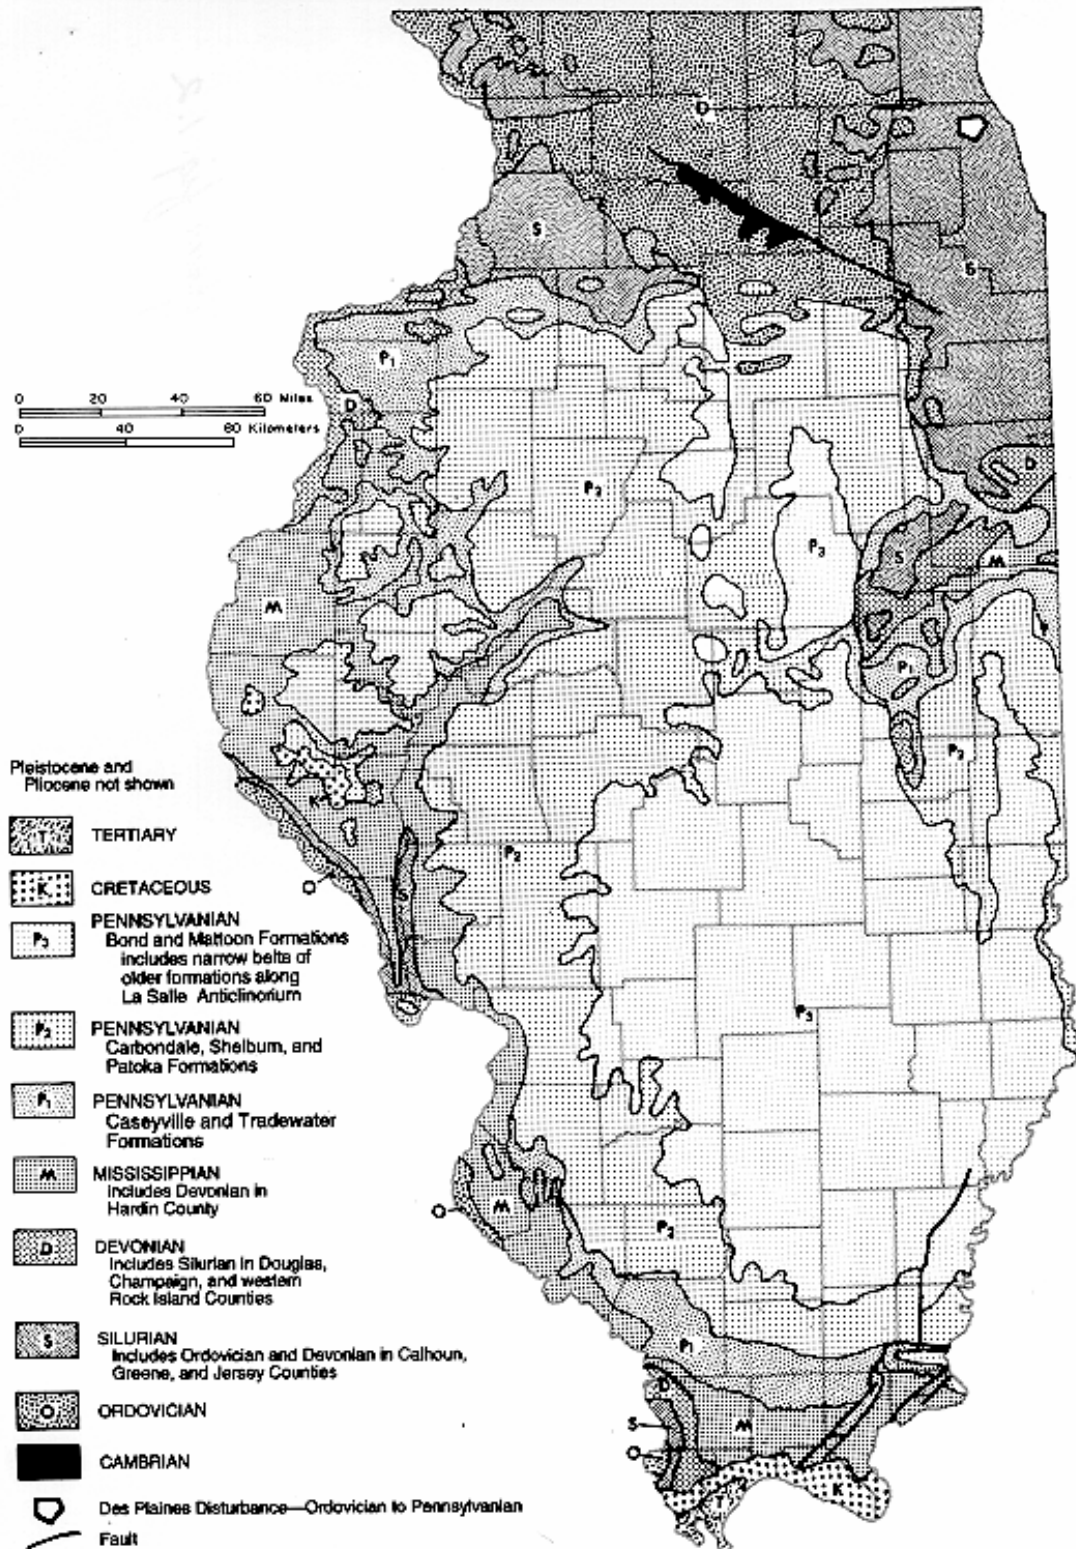 O
S
S
P₁
0 20 40 60 Miles
0 40 80 Kilometers
D
D
P₂
P₃
S
M
M
P₁
P₂
Pleistocene and
Pliocene not shown
K
T TERTIARY
P₂
O
S
K CRETACEOUS
P₃ PENNSYLVANIAN
Bond and Mattoon Formations
includes narrow belts of
older formations along
La Salle Anticlinorium
P₃
P₂ PENNSYLVANIAN
Carbondale, Shelburn, and
Patoka Formations
P₁ PENNSYLVANIAN
Caseyville and Tradewater
Formations
M MISSISSIPPIAN
Includes Devonian in
Hardin County
M
O
P₂
D DEVONIAN
Includes Silurian in Douglas,
Champaign, and western
Rock Island Counties
S SILURIAN
Includes Ordovician and Devonian in Calhoun,
Greene, and Jersey Counties
P₁
D
O ORDOVICIAN
S
M
O
CAMBRIAN
K
T
Des Plaines Disturbance—Ordovician to Pennsylvanian
Fault